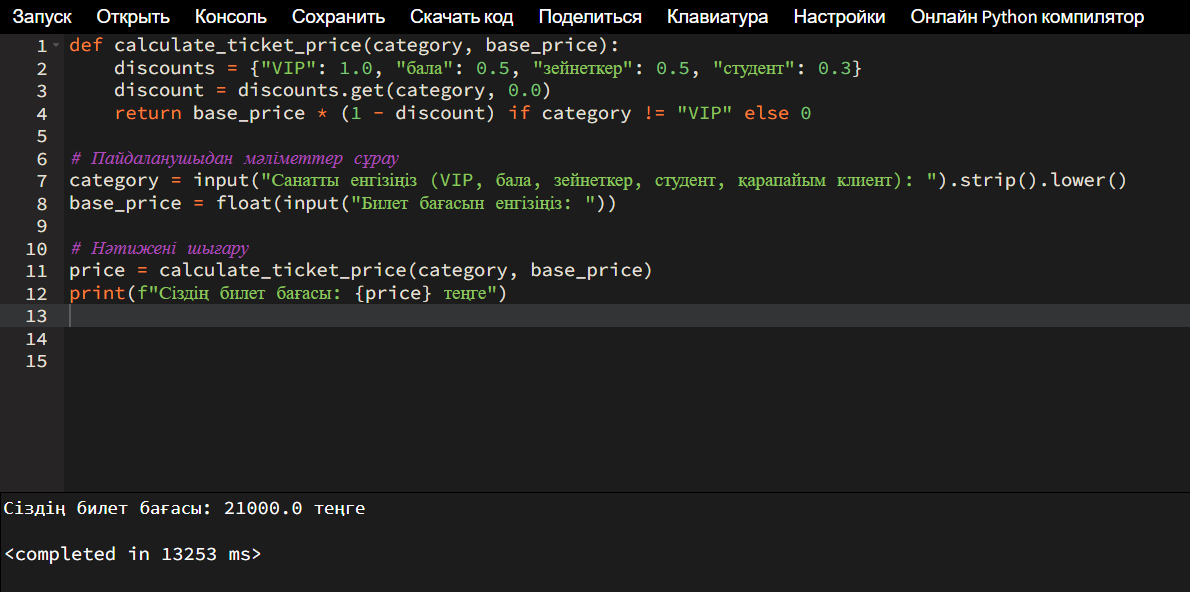 Запуск Открыть Консоль Сохранить Скачать код Поделиться Клавиатура Настройки Онлайн Python компилятор
1 def calculate_ticket_price(category, base_price):
2     discounts = {"VIP": 1.0, "бала": 0.5, "зейнеткер": 0.5, "студент": 0.3}
3     discount = discounts.get(category, 0.0)
4     return base_price * (1 - discount) if category != "VIP" else 0
5
6 # Пайдаланушыдан мәліметтер сұрау
7 category = input("Санатты енгізіңіз (VIP, бала, зейнеткер, студент, қарапайым клиент): ").strip().lower()
8 base_price = float(input("Билет бағасын енгізіңіз: "))
9
10 # Нәтижені шығару
11 price = calculate_ticket_price(category, base_price)
12 print(f"Сіздің билет бағасы: {price} теңге")
13
14
15
Сіздің билет бағасы: 21000.0 теңге
<completed in 13253 ms>